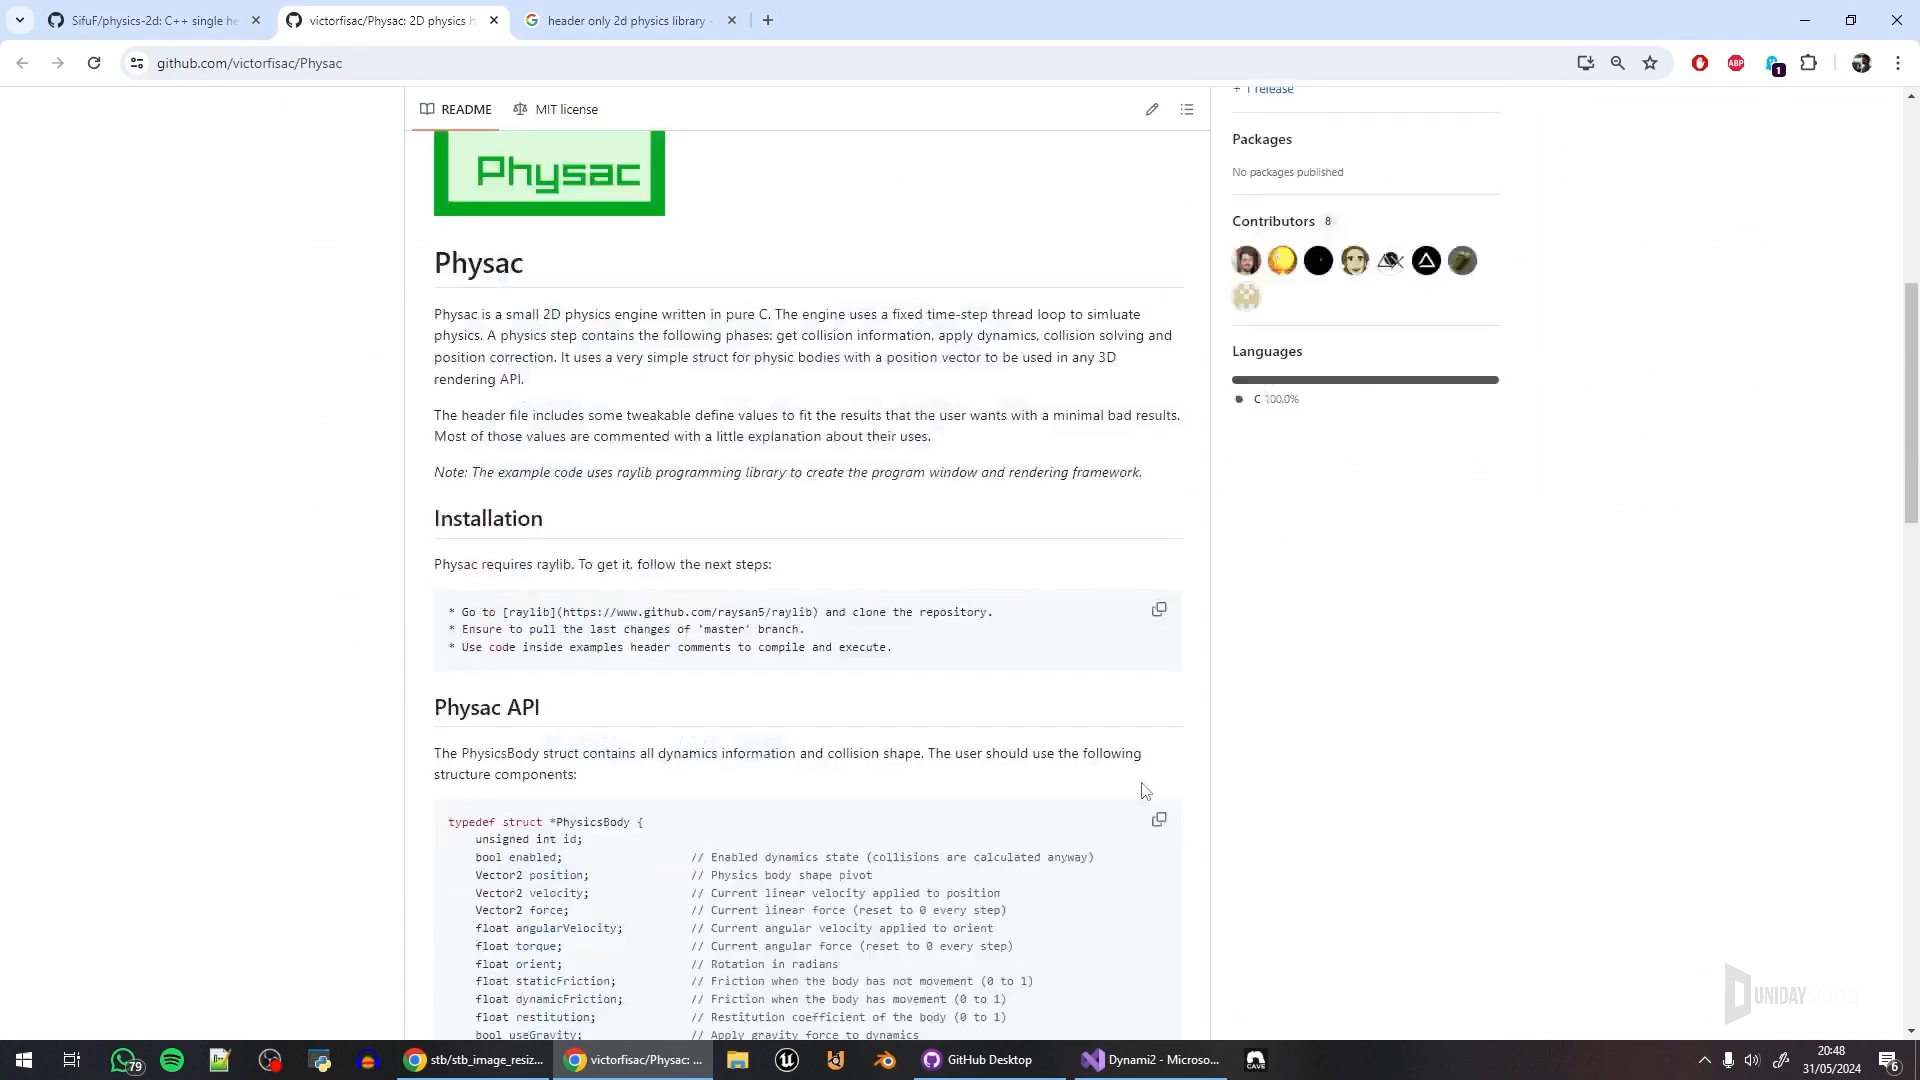 SifuF/physics-2d: C++ single he
victorfisac/Physac: 2D physics h
header only 2d physics library -
github.com/victorfisac/Physac
ABP
1
README
MIT license
+ 1 release
Physac
Packages
No packages published
Contributors 8
Languages
C 100.0%
Physac
Physac is a small 2D physics engine written in pure C. The engine uses a fixed time-step thread loop to simluate
physics. A physics step contains the following phases: get collision information, apply dynamics, collision solving and
position correction. It uses a very simple struct for physic bodies with a position vector to be used in any 3D
rendering API.
The header file includes some tweakable define values to fit the results that the user wants with a minimal bad results.
Most of those values are commented with a little explanation about their uses.
Note: The example code uses raylib programming library to create the program window and rendering framework.
Installation
Physac requires raylib. To get it, follow the next steps:
* Go to [raylib](https://www.github.com/raysan5/raylib) and clone the repository.
* Ensure to pull the last changes of 'master' branch.
* Use code inside examples header comments to compile and execute.
Physac API
The PhysicsBody struct contains all dynamics information and collision shape. The user should use the following
structure components:
typedef struct *PhysicsBody {
unsigned int id;
bool enabled; // Enabled dynamics state (collisions are calculated anyway)
Vector2 position; // Physics body shape pivot
Vector2 velocity; // Current linear velocity applied to position
Vector2 force; // Current linear force (reset to 0 every step)
float angularVelocity; // Current angular velocity applied to orient
float torque; // Current angular force (reset to 0 every step)
float orient; // Rotation in radians
float staticFriction; // Friction when the body has not movement (0 to 1)
float dynamicFriction; // Friction when the body has movement (0 to 1)
float restitution; // Restitution coefficient of the body (0 to 1)
bool useGravity; // Apply gravity force to dynamics
UNIDAY STUDIO
79
stb/stb_image_resiz...
victorfisac/Physac: ...
GitHub Desktop
Dynami2 - Microso...
CAVE
20:48
31/05/2024
6